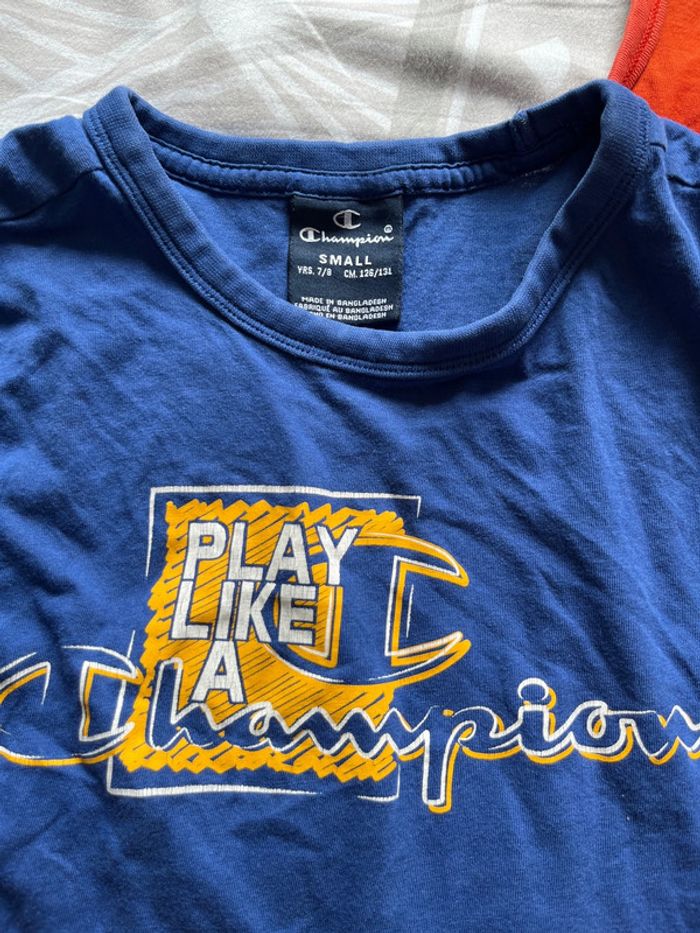 Champion
SMALL
YRS. 7/8 CM. 126/131
MADE IN BANGLADESH
FABRIQUÉ AU BANGLADESH
EN BANGLADESH
PLAY
LIKE
A
Champion